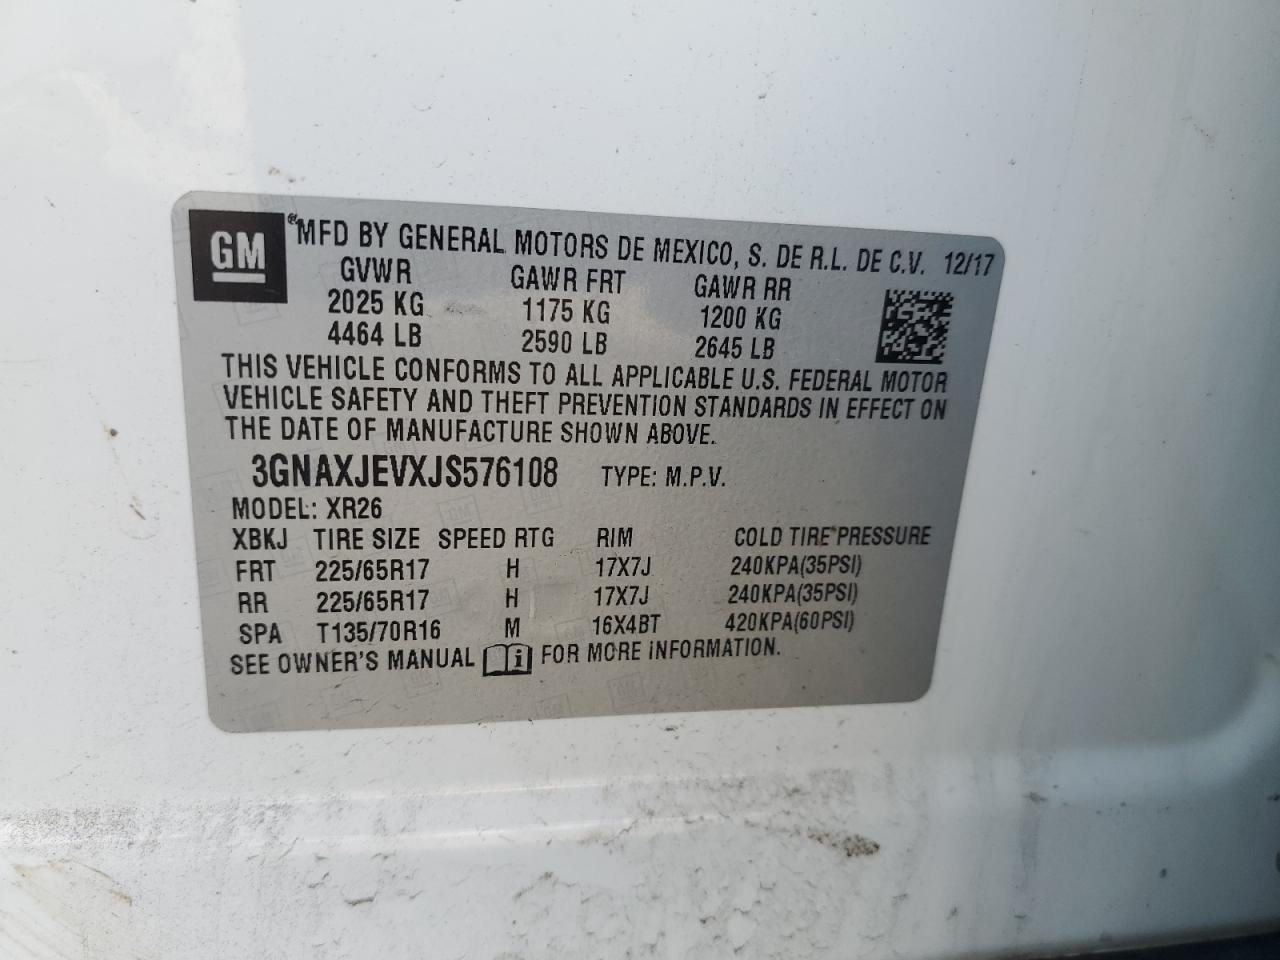 GM ®MFD BY GENERAL MOTORS DE MEXICO, S. DE R.L. DE C.V. 12/17
GVWR GAWR FRT GAWR RR
2025 KG 1175 KG 1200 KG
4464 LB 2590 LB 2645 LB
THIS VEHICLE CONFORMS TO ALL APPLICABLE U.S. FEDERAL MOTOR
VEHICLE SAFETY AND THEFT PREVENTION STANDARDS IN EFFECT ON
THE DATE OF MANUFACTURE SHOWN ABOVE.
3GNAXJEVXJS576108 TYPE: M.P.V.
MODEL: XR26
XBKJ TIRE SIZE SPEED RTG RIM COLD TIRE PRESSURE
FRT 225/65R17 H 17X7J 240KPA(35PSI)
RR 225/65R17 H 17X7J 240KPA(35PSI)
SPA T135/70R16 M 16X4BT 420KPA(60PSI)
SEE OWNER'S MANUAL i FOR MORE INFORMATION.